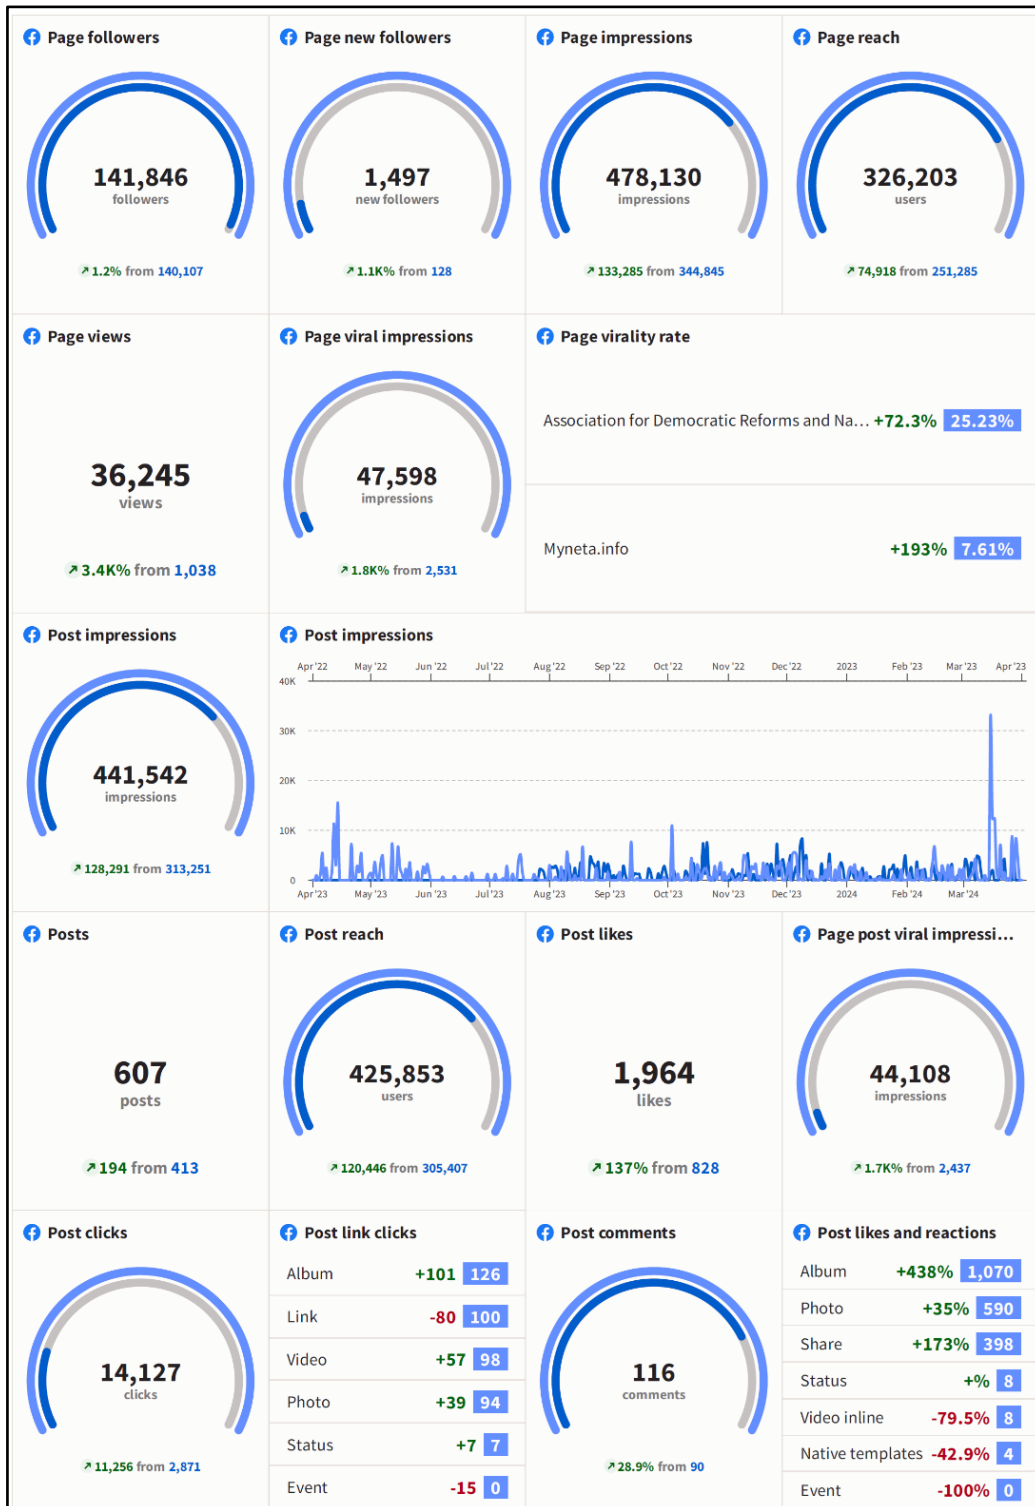 Page followers
141,846
followers
1.2% from 140,107
Page new followers
1,497
new followers
1.1K% from 128
Page impressions
478,130
impressions
133,285 from 344,845
Page reach
326,203
users
74,918 from 251,285
Page views
36,245
views
3.4K% from 1,038
Page viral impressions
47,598
impressions
1.8K% from 2,531
Page virality rate
Association for Democratic Reforms and Na... +72.3% 25.23%
Myneta.info +193% 7.61%
Post impressions
441,542
impressions
128,291 from 313,251
Post impressions
Apr '22 May '22 Jun '22 Jul '22 Aug '22 Sep '22 Oct '22 Nov '22 Dec '22 2023 Feb '23 Mar '23 Apr '23
40K
30K
20K
10K
0
Apr '23 May '23 Jun '23 Jul '23 Aug '23 Sep '23 Oct '23 Nov '23 Dec '23 2024 Feb '24 Mar '24
Posts
607
posts
194 from 413
Post reach
425,853
users
120,446 from 305,407
Post likes
1,964
likes
137% from 828
Page post viral impressi...
44,108
impressions
1.7K% from 2,437
Post clicks
14,127
clicks
11,256 from 2,871
Post link clicks
Album +101 126
Link -80 100
Video +57 98
Photo +39 94
Status +7 7
Event -15 0
Post comments
116
comments
28.9% from 90
Post likes and reactions
Album +438% 1,070
Photo +35% 590
Share +173% 398
Status +% 8
Video inline -79.5% 8
Native templates -42.9% 4
Event -100% 0